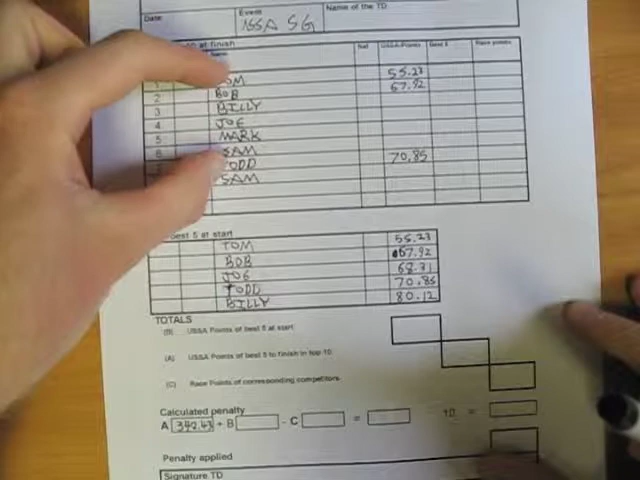 Date Event USSA SG Name of the TD
at finish
Name USSA-Points Best 5 Race points
1 TOM 55.23
2 BOB 67.92
3 BILLY
4 JOE
5 MARK
6 SAM
TODD 70.85
SAM
best 5 at start
TOM 55.23
BOB 67.92
JOE 68.31
TODD 70.85
BILLY 80.12
TOTALS
(B) USSA Points of best 5 at start
(A) USSA Points of best 5 to finish in top 10
(C) Race Points of corresponding competitors
Calculated penalty
A 342.43 + B - C = 10 =
Penalty applied
Signature TD